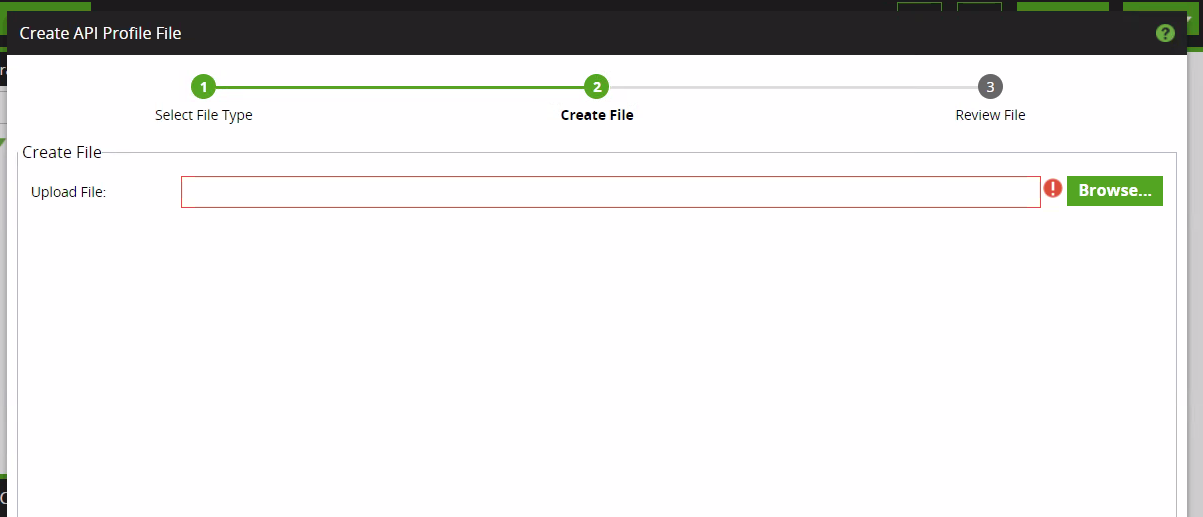 Create API Profile File
?
1
2
3
Select File Type
Create File
Review File
Create File
Upload File:
!
Browse...